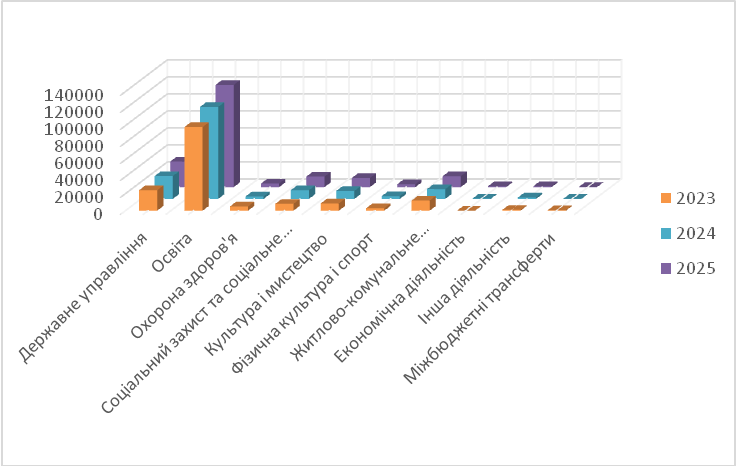 140000
120000
100000
80000
60000
40000
20000
0
2023
2024
2025
Державне управління
Освіта
Охорона здоров'я
Соціальний захист та соціальне...
Культура і мистецтво
Фізична культура і спорт
Житлово-комунальне...
Економічна діяльність
Інша діяльність
Міжбюджетні трансферти